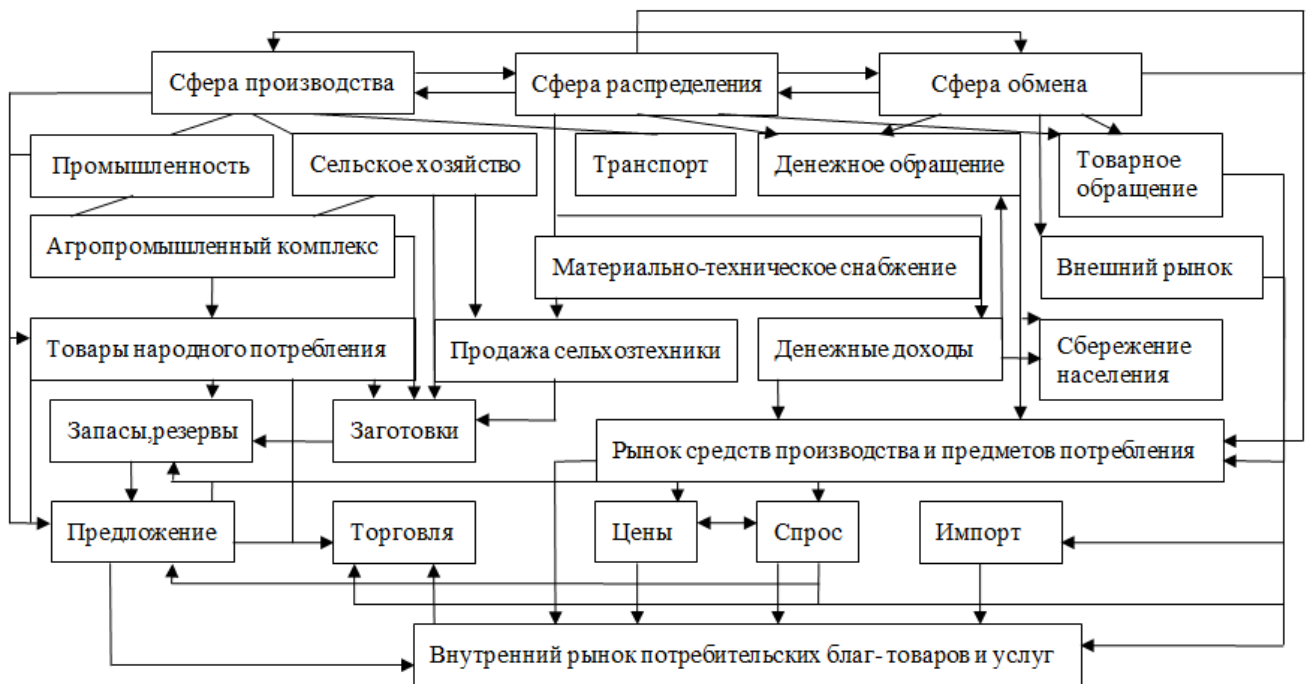 Сфера производства
Сфера распределения
Сфера обмена
Промышленность
Сельское хозяйство
Транспорт
Денежное обращение
Товарное
обращение
Агропромышленный комплекс
Материально-техническое снабжение
Внешний рынок
Товары народного потребления
Продажа сельхозтехники
Денежные доходы
Сбережение
населения
Запасы,резервы
Заготовки
Рынок средств производства и предметов потребления
Предложение
Торговля
Цены
Спрос
Импорт
Внутренний рынок потребительских благ- товаров и услуг